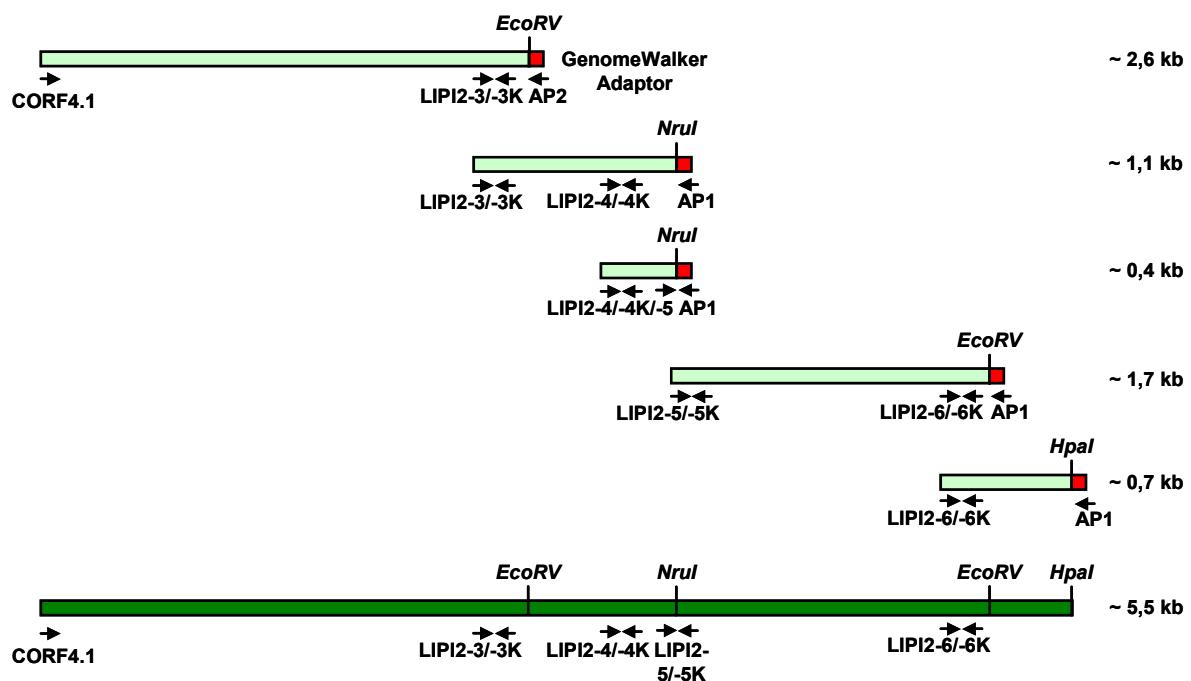 EcoRV
GenomeWalker
Adaptor
~ 2,6 kb
CORF4.1
LIPI2-3/-3K AP2
NruI
~ 1,1 kb
LIPI2-3/-3K
LIPI2-4/-4K
AP1
NruI
~ 0,4 kb
LIPI2-4/-4K/-5 AP1
EcoRV
~ 1,7 kb
LIPI2-5/-5K
LIPI2-6/-6K AP1
HpaI
~ 0,7 kb
LIPI2-6/-6K
AP1
EcoRV
NruI
EcoRV
HpaI
~ 5,5 kb
CORF4.1
LIPI2-3/-3K
LIPI2-4/-4K
LIPI2-
5/-5K
LIPI2-6/-6K